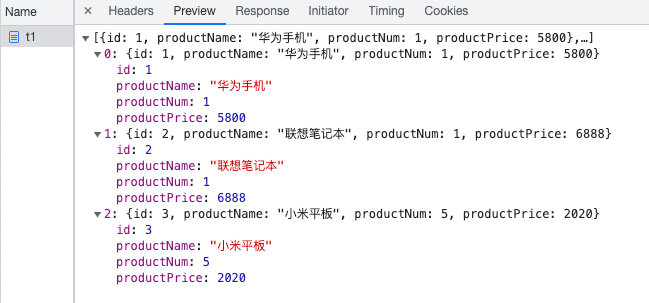 Name
× Headers Preview Response Initiator Timing Cookies
t1
▼[{id: 1, productName: "华为手机", productNum: 1, productPrice: 5800},…]
▼0: {id: 1, productName: "华为手机", productNum: 1, productPrice: 5800}
id: 1
productName: "华为手机"
productNum: 1
productPrice: 5800
▼1: {id: 2, productName: "联想笔记本", productNum: 1, productPrice: 6888}
id: 2
productName: "联想笔记本"
productNum: 1
productPrice: 6888
▼2: {id: 3, productName: "小米平板", productNum: 5, productPrice: 2020}
id: 3
productName: "小米平板"
productNum: 5
productPrice: 2020